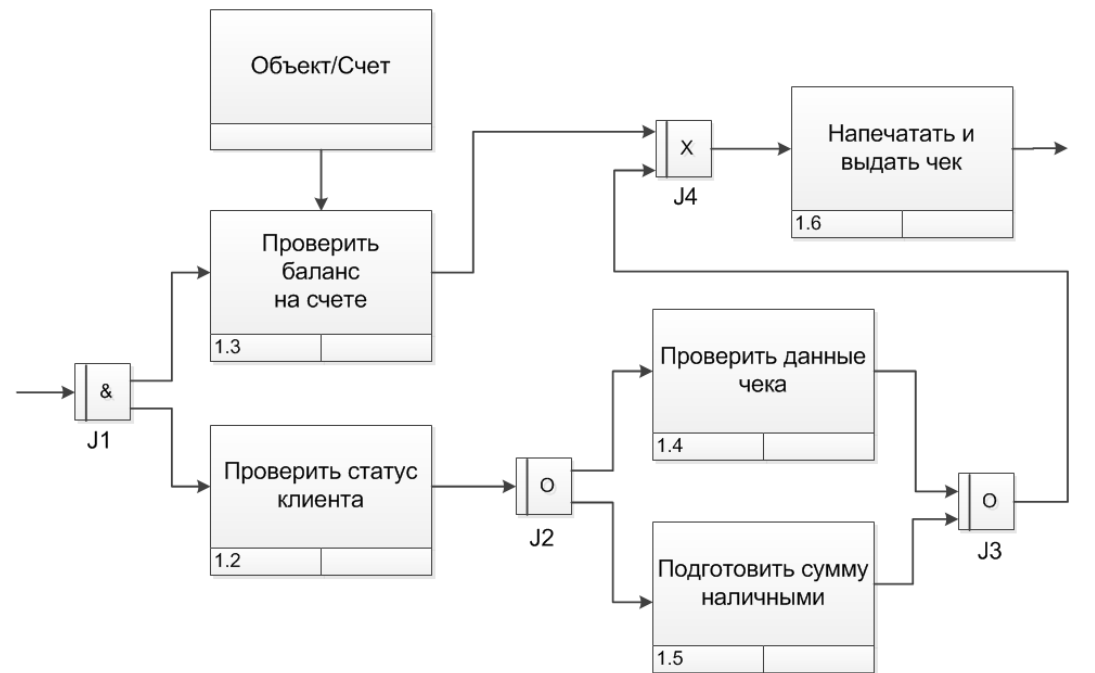 Объект/Счет
Проверить
баланс
на счете
1.3
&
J1
Проверить статус
клиента
1.2
O
J2
X
J4
Напечатать и
выдать чек
1.6
Проверить данные
чека
1.4
Подготовить сумму
наличными
1.5
O
J3